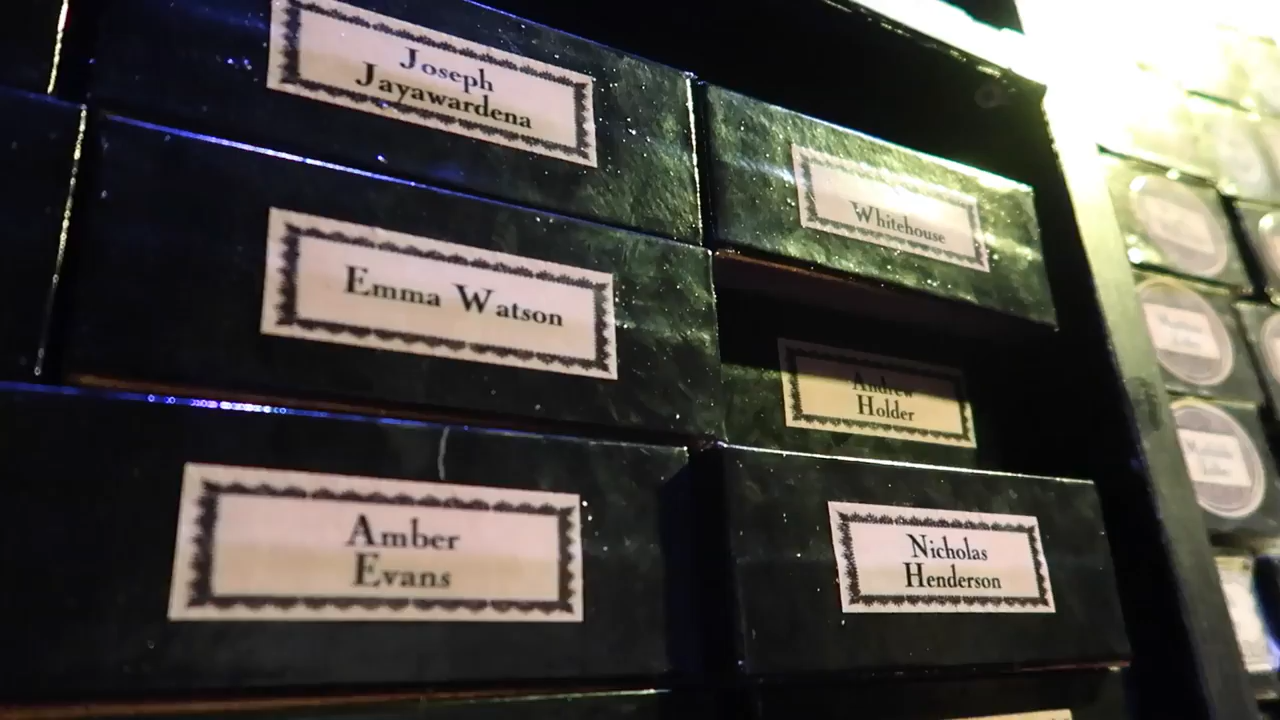 Joseph
Jayawardena
Whitehouse
Emma Watson
Andrew
Holder
Amber
Evans
Nicholas
Henderson